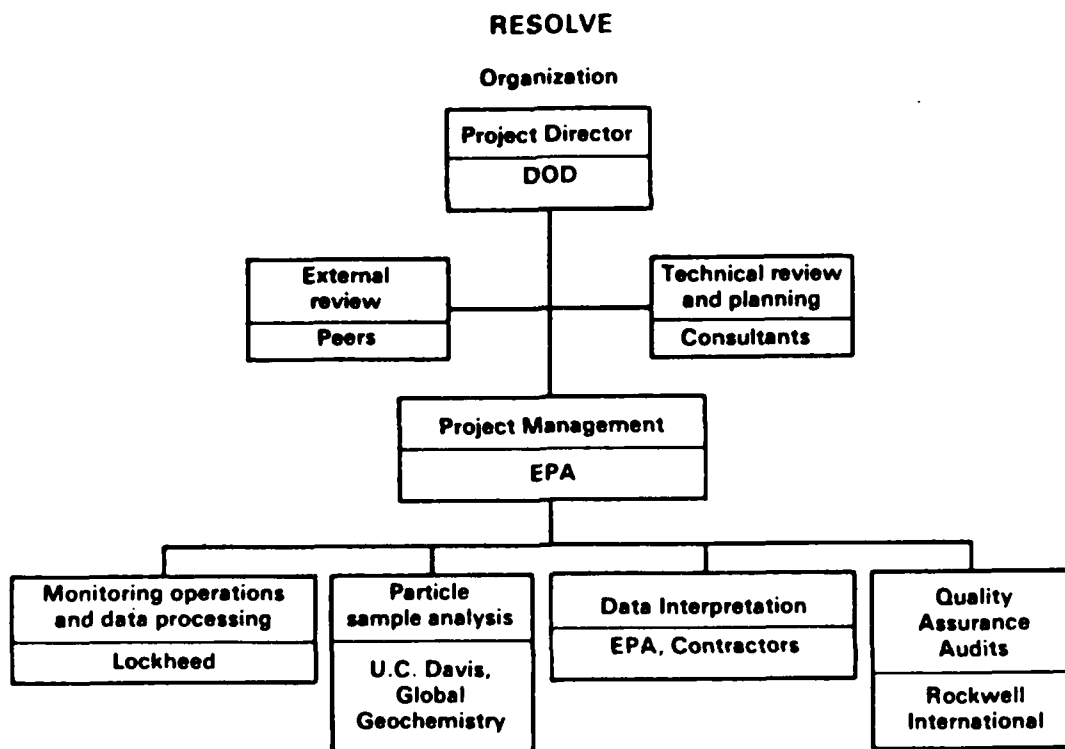 RESOLVE
Organization
Project Director
DOD
External
review
Peers
Technical review
and planning
Consultants
Project Management
EPA
Monitoring operations
and data processing
Lockheed
Particle
sample analysis
U.C. Davis,
Global
Geochemistry
Data Interpretation
EPA, Contractors
Quality
Assurance
Audits
Rockwell
International